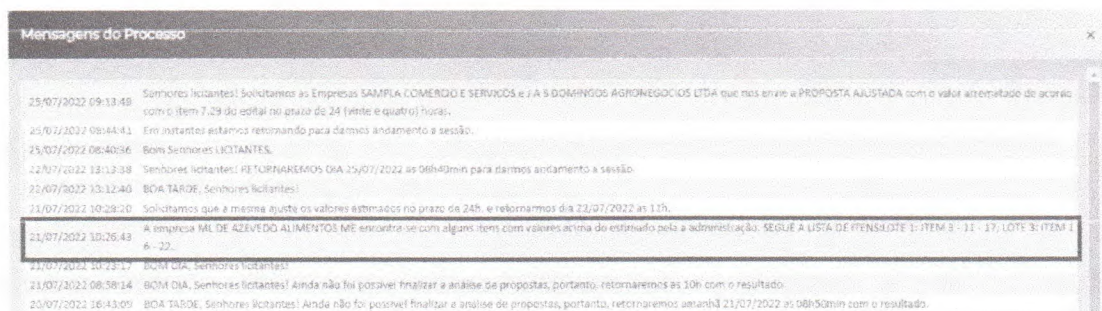 Mensagens do Processo ×
25/07/2022 09:13:49 Senhores licitantes! Solicitamos as Empresas SAMPLA COMERCIO E SERVICOS e J A S DOMINGOS AGRONEGOCIOS LTDA que nos envie a PROPOSTA AJUSTADA com o valor arrematado de acordo
com o item 7.29 do edital no prazo de 24 (vinte e quatro) horas.
25/07/2022 08:44:41 Em instantes estamos retornando para darmos andamento a sessão.
25/07/2022 08:40:36 Bom Senhores LICITANTES.
22/07/2022 13:13:38 Senhores licitantes! RETORNAREMOS DIA 25/07/2022 as 08h40min para darmos andamento a sessão.
22/07/2022 13:12:40 BOA TARDE, Senhores licitantes!
21/07/2022 10:29:20 Solicitamos que a mesma ajuste os valores estimados no prazo de 24h. e retornarmos dia 22/07/2022 as 11h.
21/07/2022 10:26:43 A empresa ML DE AZEVEDO ALIMENTOS ME encontra-se com alguns itens com valores acima do estimado pela a administração. SEGUE A LISTA DE ITENS:LOTE 1: ITEM 3 - 11 - 17; LOTE 3: ITEM 1
6 - 22.
21/07/2022 10:23:17 BOM DIA, Senhores licitantes!
21/07/2022 08:58:14 BOM DIA, Senhores licitantes! Ainda não foi possível finalizar a análise de propostas, portanto, retornaremos as 10h com o resultado.
20/07/2022 16:43:09 BOA TARDE, Senhores licitantes! Ainda não foi possível finalizar a analise de propostas, portanto, retornaremos amanhã 21/07/2022 as 08h50min com o resultado.